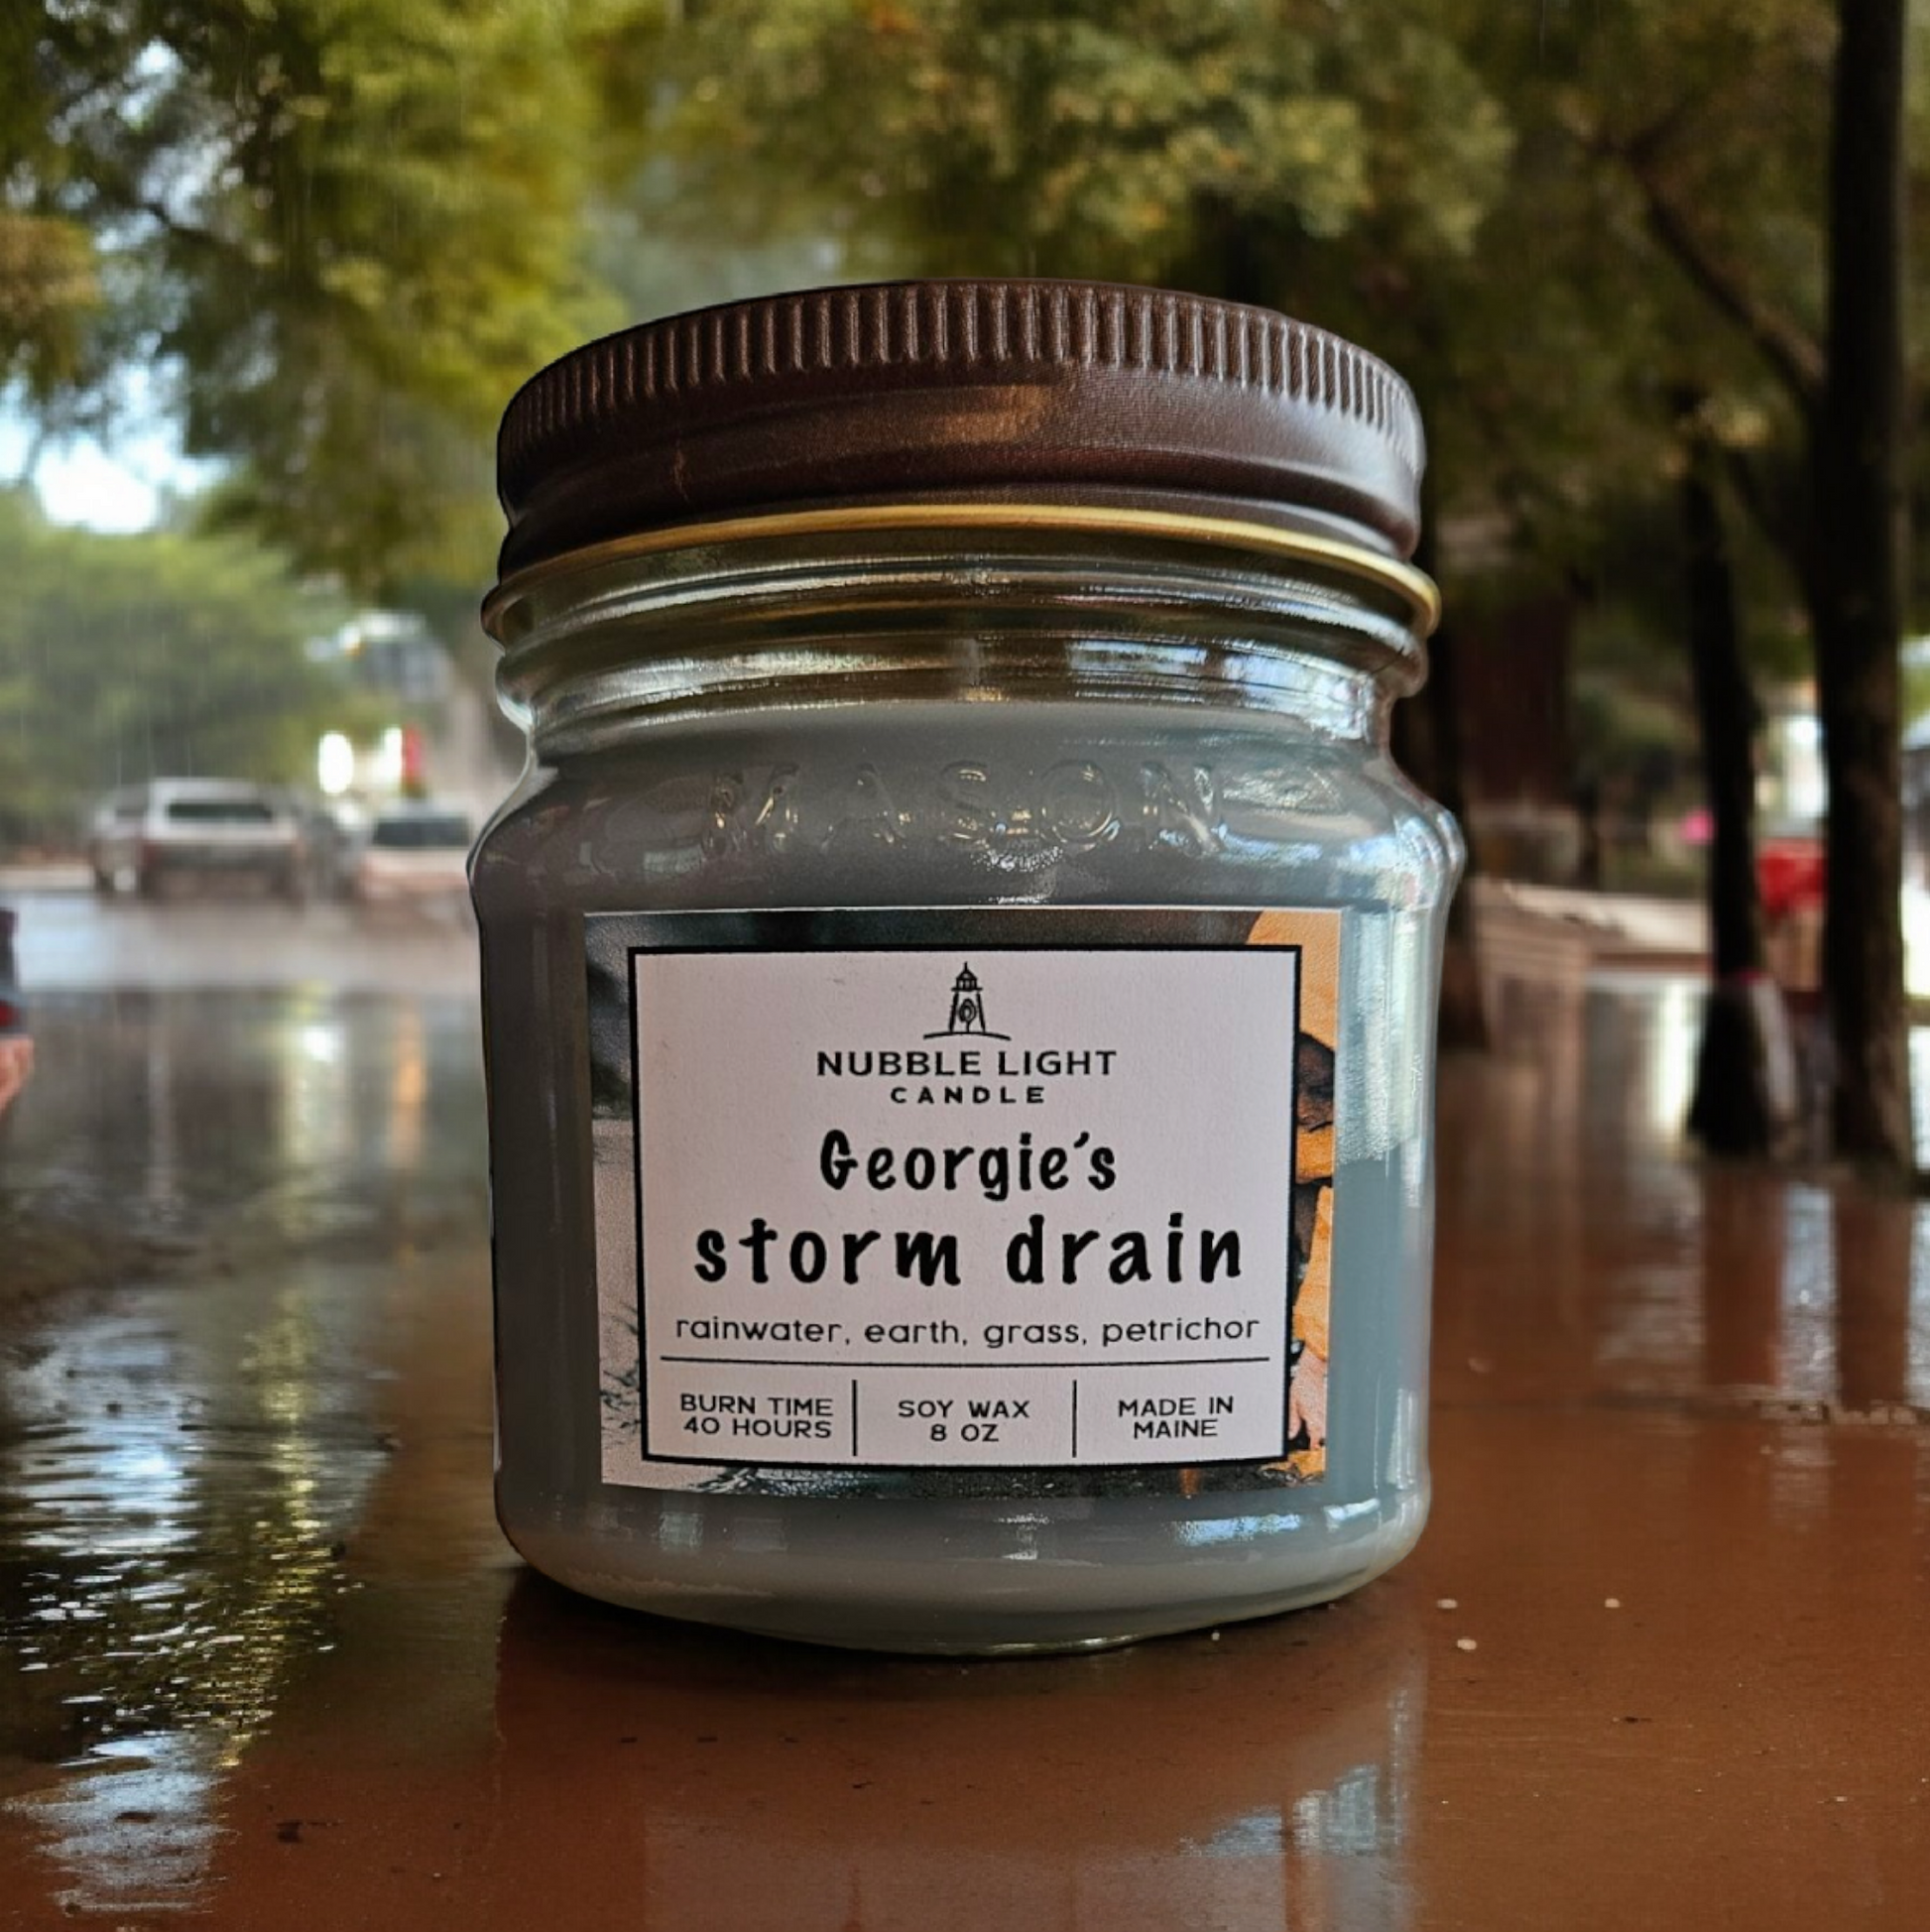 MASON
NUBBLE LIGHT
CANDLE
Georgie's
storm drain
rainwater, earth, grass, petrichor
BURN TIME
40 HOURS
SOY WAX
8 OZ
MADE IN
MAINE